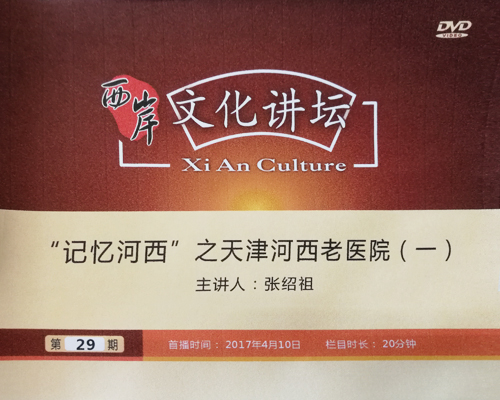 DVD
VIDEO
西岸
文化讲坛
Xi An Culture
“记忆河西”之天津河西老医院（一）
主讲人：张绍祖
第 29 期 首播时间：2017年4月10日 栏目时长：20分钟